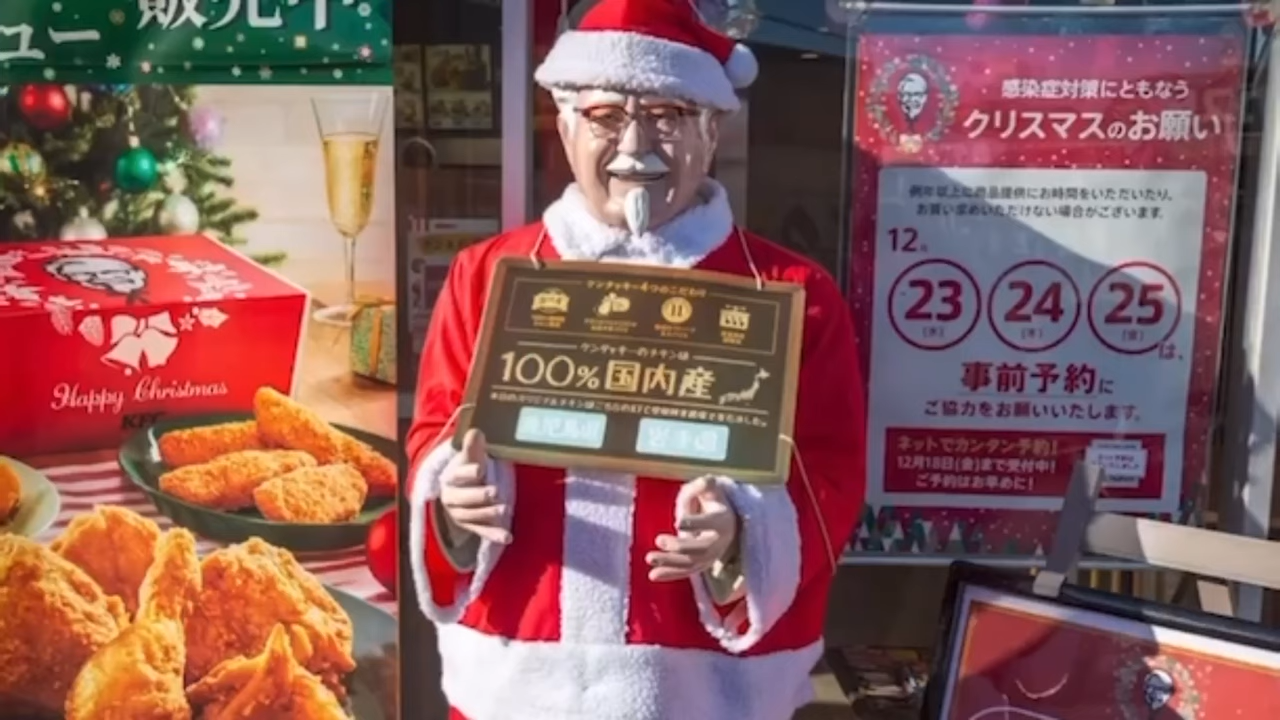 販売中
ュー
Happy Christmas
KFC
ケンタッキー4つのこだわり
ケンタッキーのチキンは
100%国内産
感染症対策にともなう
クリスマスのお願い
例年以上に商品提供にお時間をいただいたり、
お買い求めいただけない場合がございます。
12月
23 24 25
(水) (木) (金) は、
事前予約に
ご協力をお願いいたします。
ネットでカンタン予約!
12月18日(金)まで受付中!
ご予約はお早めに!